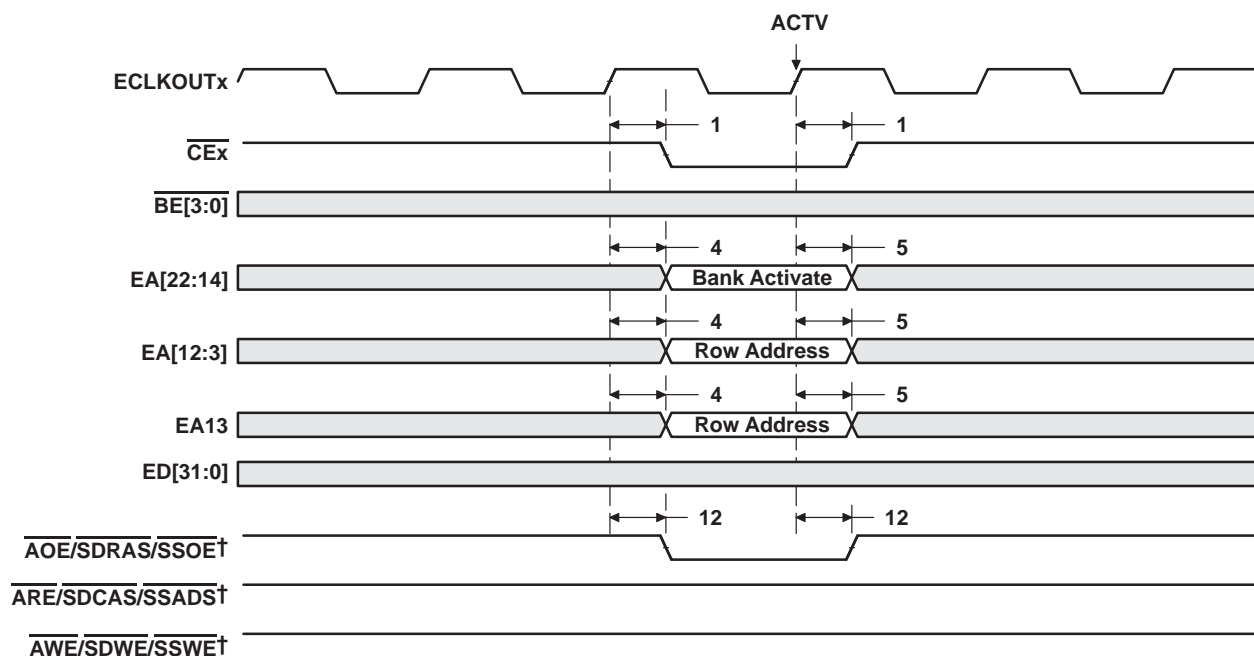 ACTV
ECLKOUTx
1 1
CEx
BE[3:0]
4 5
EA[22:14] Bank Activate
4 5
EA[12:3] Row Address
4 5
EA13 Row Address
ED[31:0]
12 12
AOE/SDRAS/SSOE†
ARE/SDCAS/SSADS†
AWE/SDWE/SSWE†